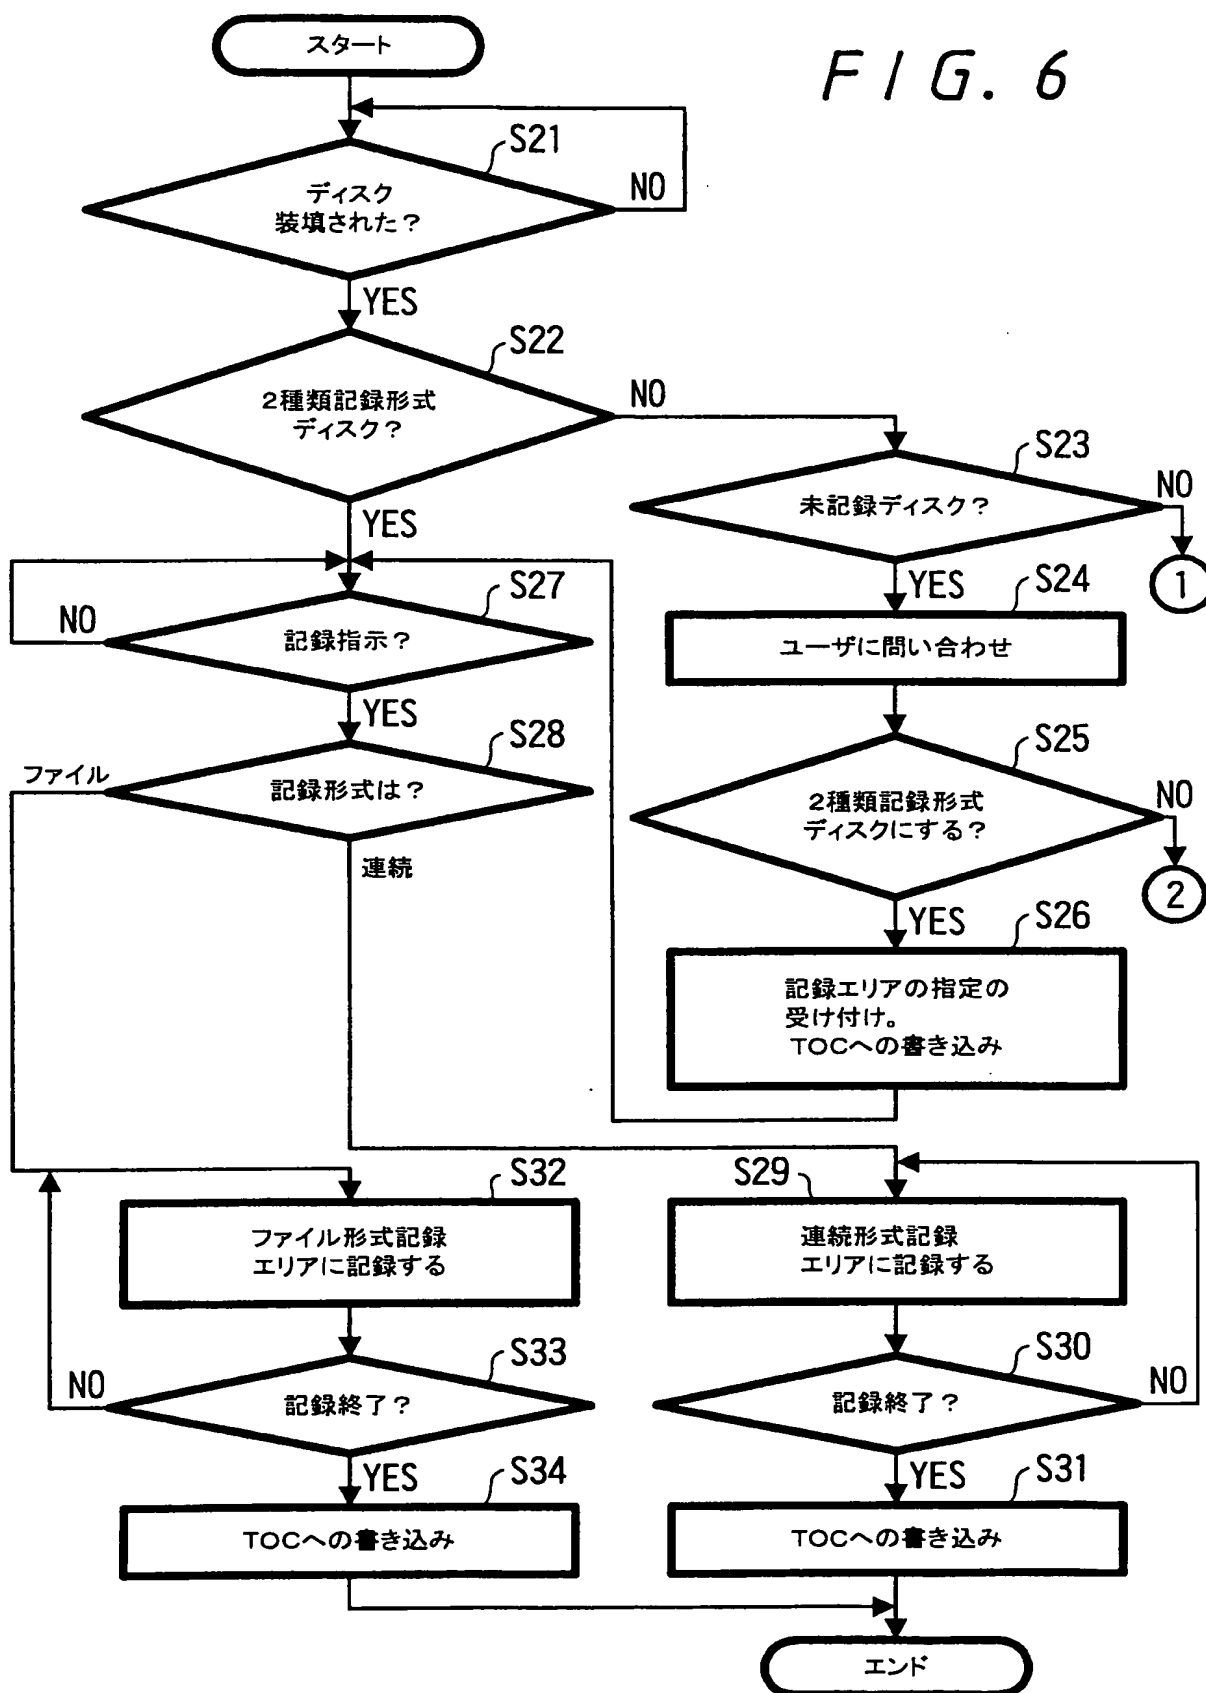 スタート
FIG. 6
S21
ディスク
装填された?
NO
YES
S22
2種類記録形式
ディスク?
NO
YES
S23
未記録ディスク?
NO
1
YES
S24
ユーザに問い合わせ
S25
2種類記録形式
ディスクにする?
NO
2
YES
S26
記録エリアの指定の
受け付け。
TOCへの書き込み
S27
記録指示?
NO
YES
S28
記録形式は?
ファイル
連続
S32
ファイル形式記録
エリアに記録する
S33
記録終了?
NO
YES
S34
TOCへの書き込み
S29
連続形式記録
エリアに記録する
S30
記録終了?
NO
YES
S31
TOCへの書き込み
エンド